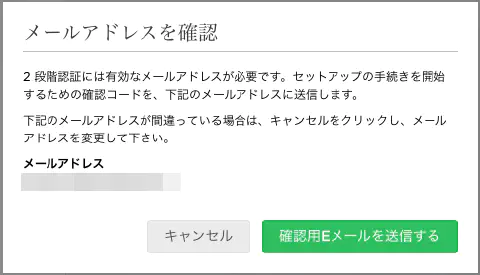 メールアドレスを確認
2 段階認証には有効なメールアドレスが必要です。セットアップの手続きを開始
するための確認コードを、下記のメールアドレスに送信します。
下記のメールアドレスが間違っている場合は、キャンセルをクリックし、メール
アドレスを変更して下さい。
メールアドレス
キャンセル
確認用Eメールを送信する